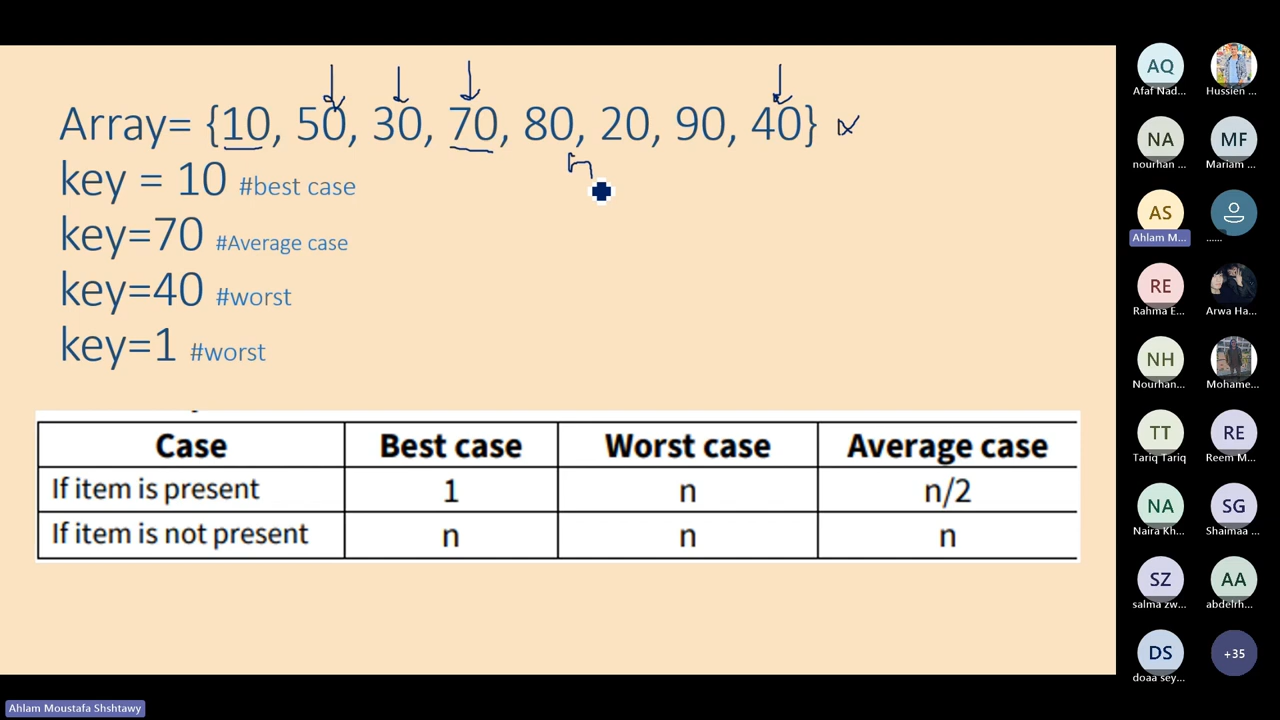 Array= {10, 50, 30, 70, 80, 20, 90, 40}
n
key = 10 #best case
key=70 #Average case
key=40 #worst
key=1 #worst
Case Best case Worst case Average case
If item is present 1 n n/2
If item is not present n n n
AQ
Afaf Nad... Hussien ...
NA MF
nourhan ... Mariam ...
AS
Ahlam M... ......
RE
Rahma E... Arwa Ha...
NH
Nourhan... Mohame...
TT RE
Tariq Tariq Reem M...
NA SG
Naira Kh... Shaimaa ...
SZ AA
salma zw... abdelrh...
DS +35
doaa sey...
Ahlam Moustafa Shshtawy